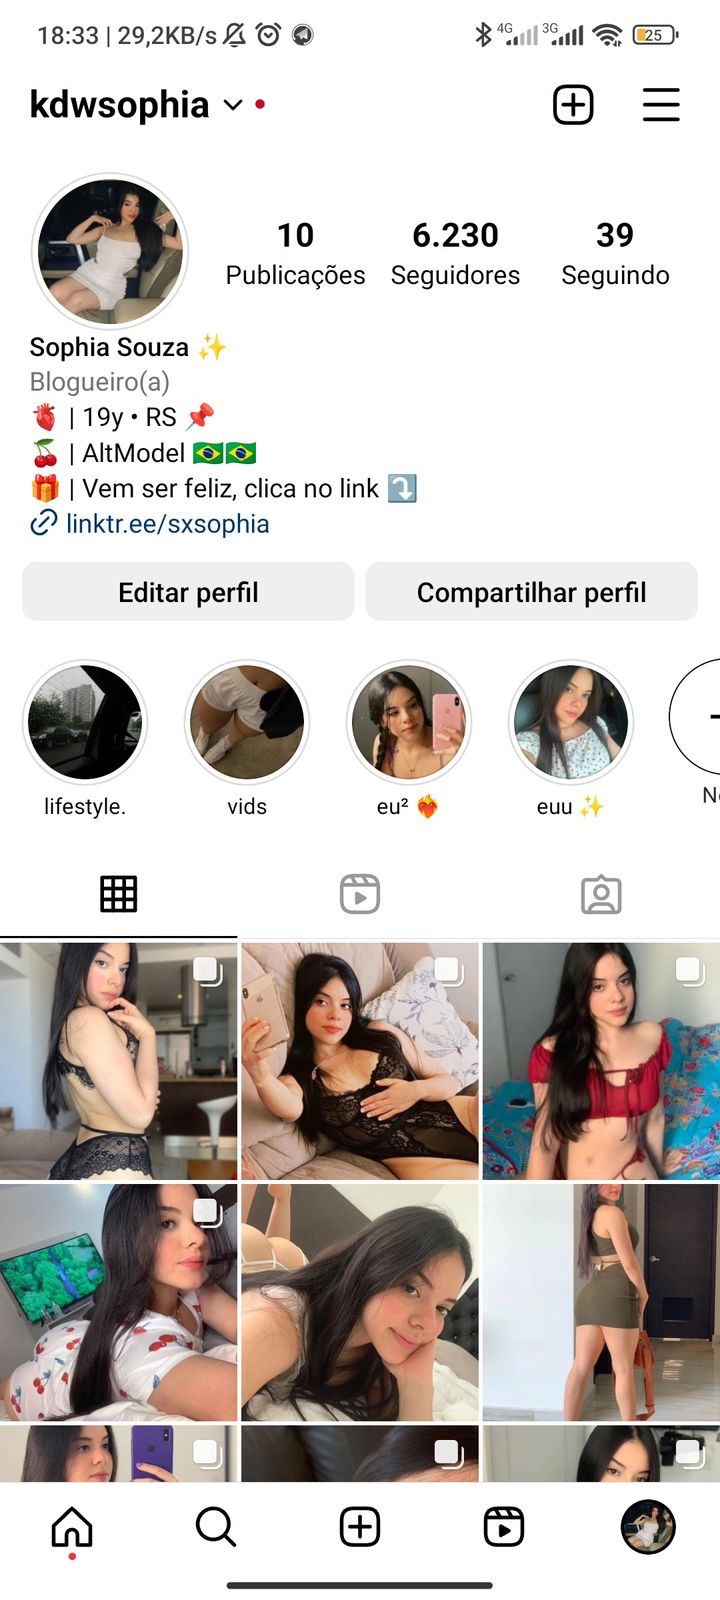 18:33 | 29,2KB/s 4G 3G 25
kdwsophia
10 6.230 39
Publicações Seguidores Seguindo
Sophia Souza ✨
Blogueiro(a)
🫀 | 19y • RS 📌
🍒 | AltModel 🇧🇷🇧🇷
🎁 | Vem ser feliz, clica no link ⤵️
linktr.ee/sxsophia
Editar perfil Compartilhar perfil
lifestyle. vids eu² ❤️‍🔥 euu ✨